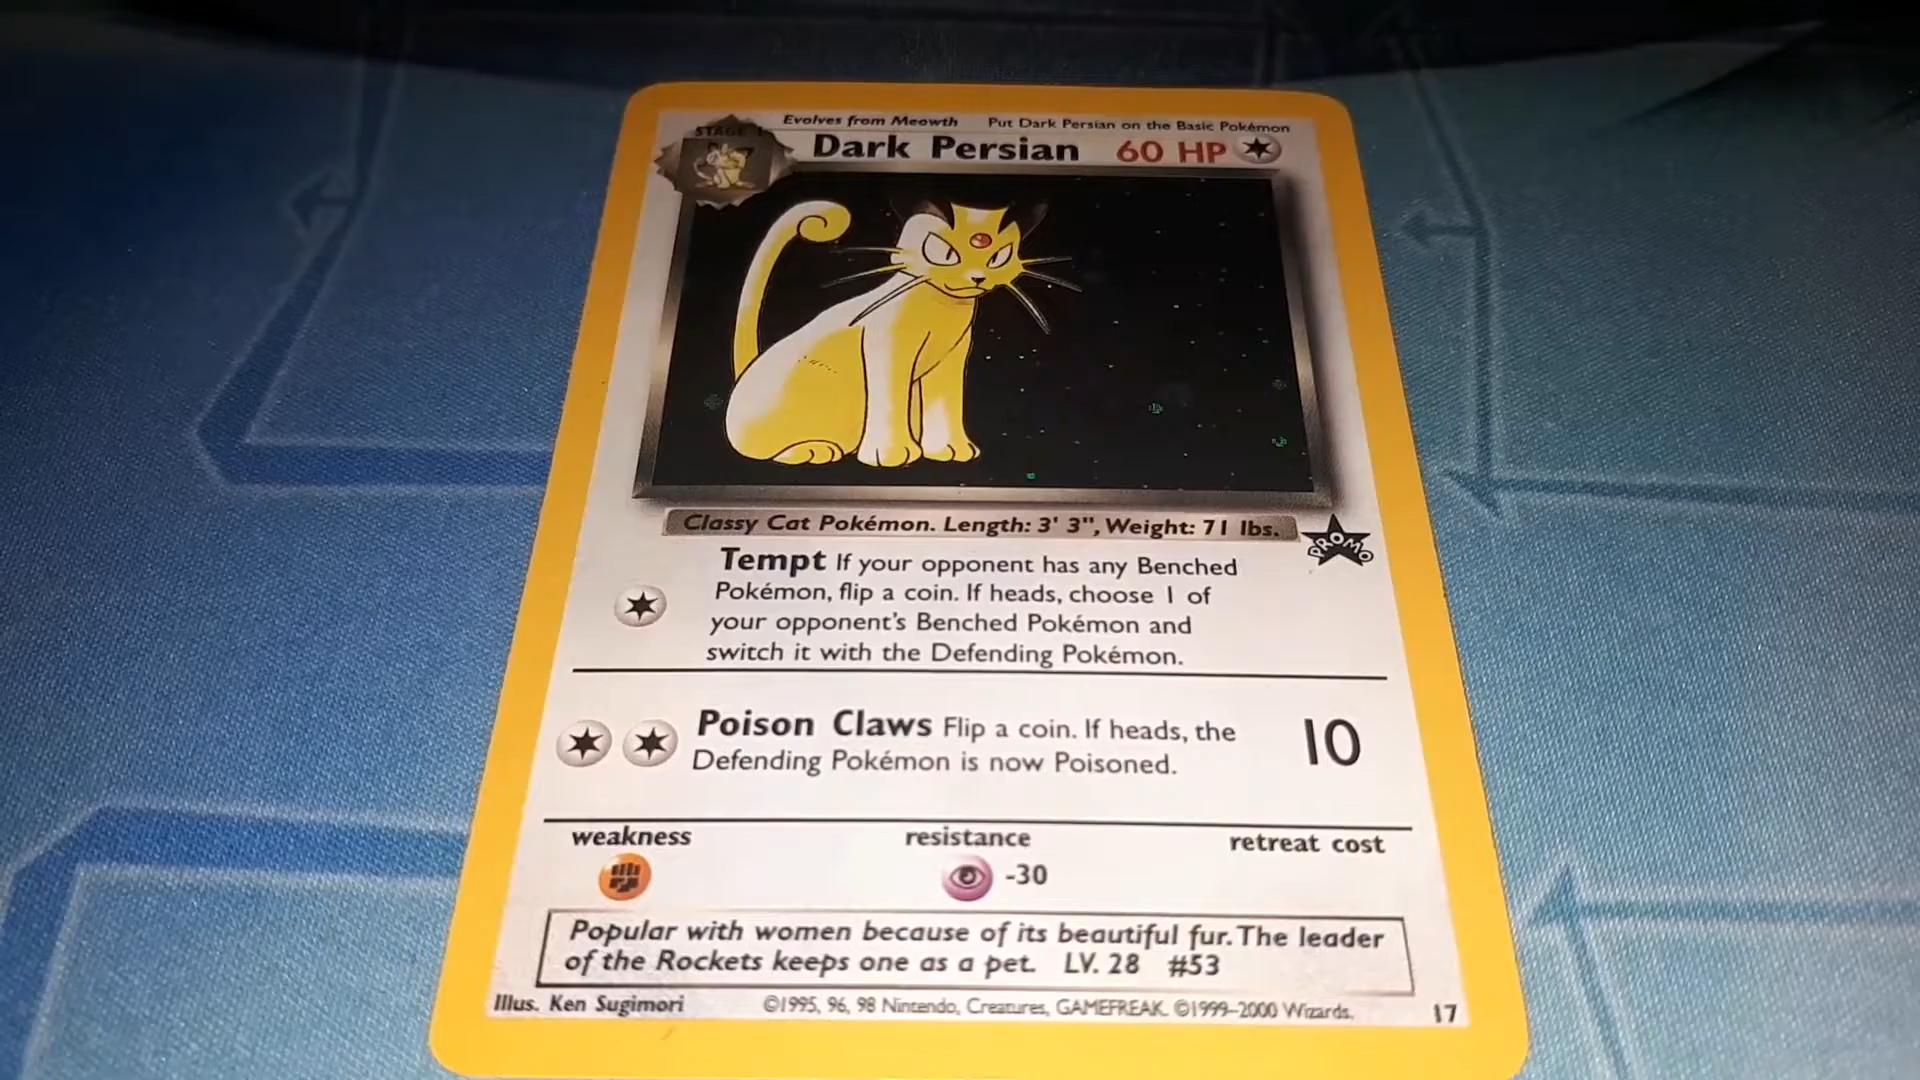 Evolves from Meowth Put Dark Persian on the Basic Pokémon
STAGE 1
Dark Persian 60 HP
Classy Cat Pokémon. Length: 3' 3", Weight: 71 lbs.
PROMO
Tempt If your opponent has any Benched
Pokémon, flip a coin. If heads, choose 1 of
your opponent's Benched Pokémon and
switch it with the Defending Pokémon.
Poison Claws Flip a coin. If heads, the
Defending Pokémon is now Poisoned.
10
weakness resistance retreat cost
-30
Popular with women because of its beautiful fur. The leader
of the Rockets keeps one as a pet. LV. 28 #53
Illus. Ken Sugimori ©1995, 96, 98 Nintendo, Creatures, GAMEFREAK. ©1999–2000 Wizards. 17